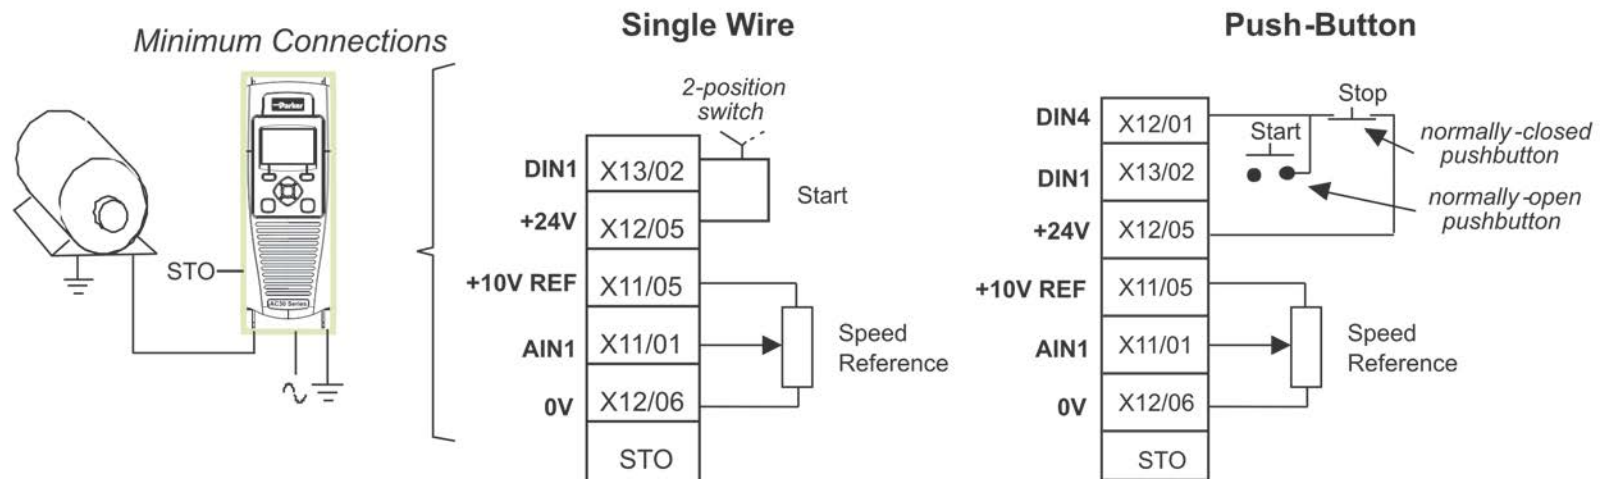 Minimum Connections
Parker
STO
AC30 Series
Single Wire
2-position
switch
DIN1 X13/02
Start
+24V X12/05
+10V REF X11/05
Speed
Reference
AIN1 X11/01
0V X12/06
STO
Push-Button
DIN4 X12/01
Stop
Start
normally-closed
pushbutton
DIN1 X13/02
normally-open
pushbutton
+24V X12/05
+10V REF X11/05
Speed
Reference
AIN1 X11/01
0V X12/06
STO